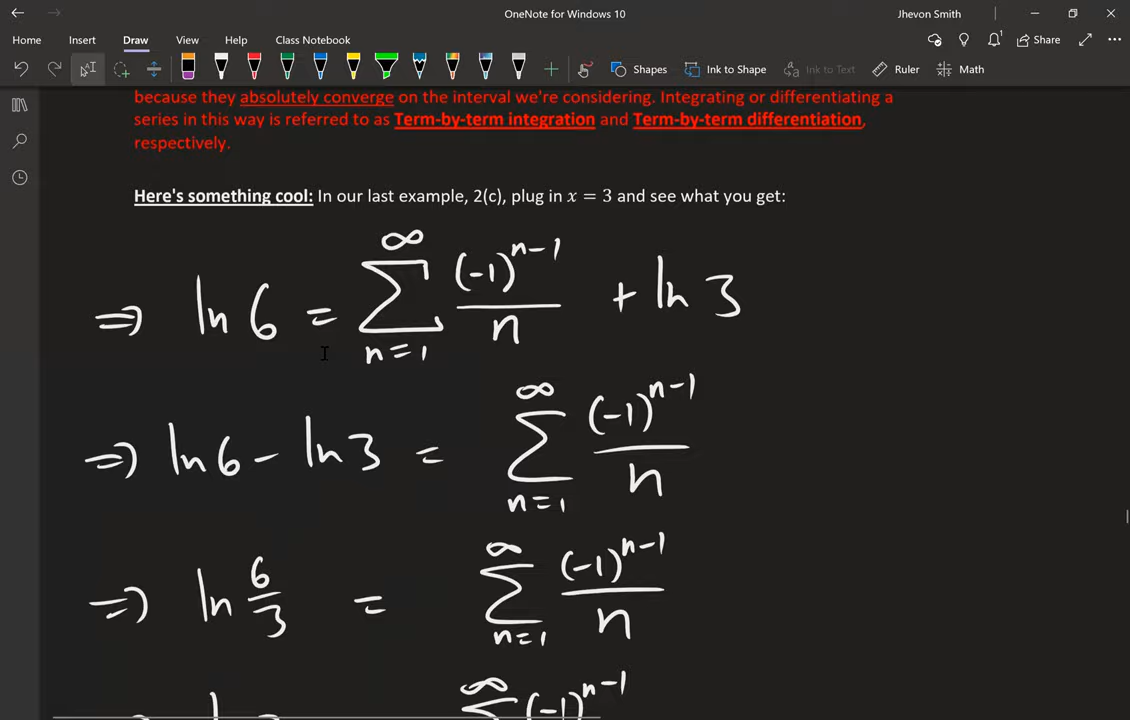 OneNote for Windows 10
Jhevon Smith
Home Insert Draw View Help Class Notebook
Share
Shapes Ink to Shape Ink to Text Ruler Math
because they absolutely converge on the interval we're considering. Integrating or differentiating a
series in this way is referred to as Term-by-term integration and Term-by-term differentiation,
respectively.
Here's something cool: In our last example, 2(c), plug in x = 3 and see what you get:
⇒ ln 6 = ∑_{n=1}^{∞} (-1)^{n-1}/n + ln 3
⇒ ln 6 - ln 3 = ∑_{n=1}^{∞} (-1)^{n-1}/n
⇒ ln 6/3 = ∑_{n=1}^{∞} (-1)^{n-1}/n
∞ (-1)^{n-1}